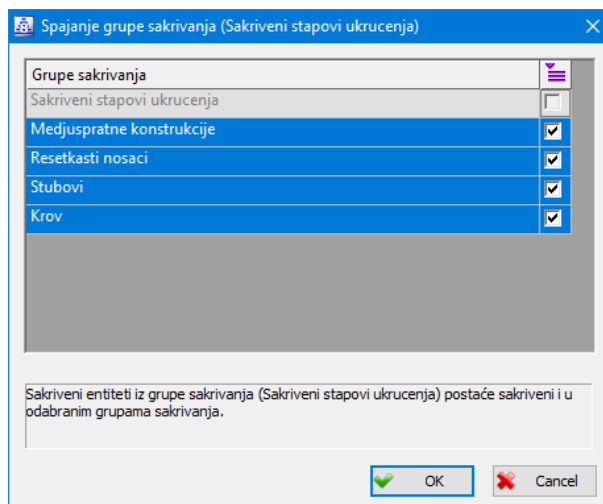 Spajanje grupe sakrivanja (Sakriveni stapovi ukrucenja)
Grupe sakrivanja
Sakriveni stapovi ukrucenja
Medjuspratne konstrukcije
Resetkasti nosaci
Stubovi
Krov
Sakriveni entiteti iz grupe sakrivanja (Sakriveni stapovi ukrucenja) postaće sakriveni i u
odabranim grupama sakrivanja.
OK Cancel